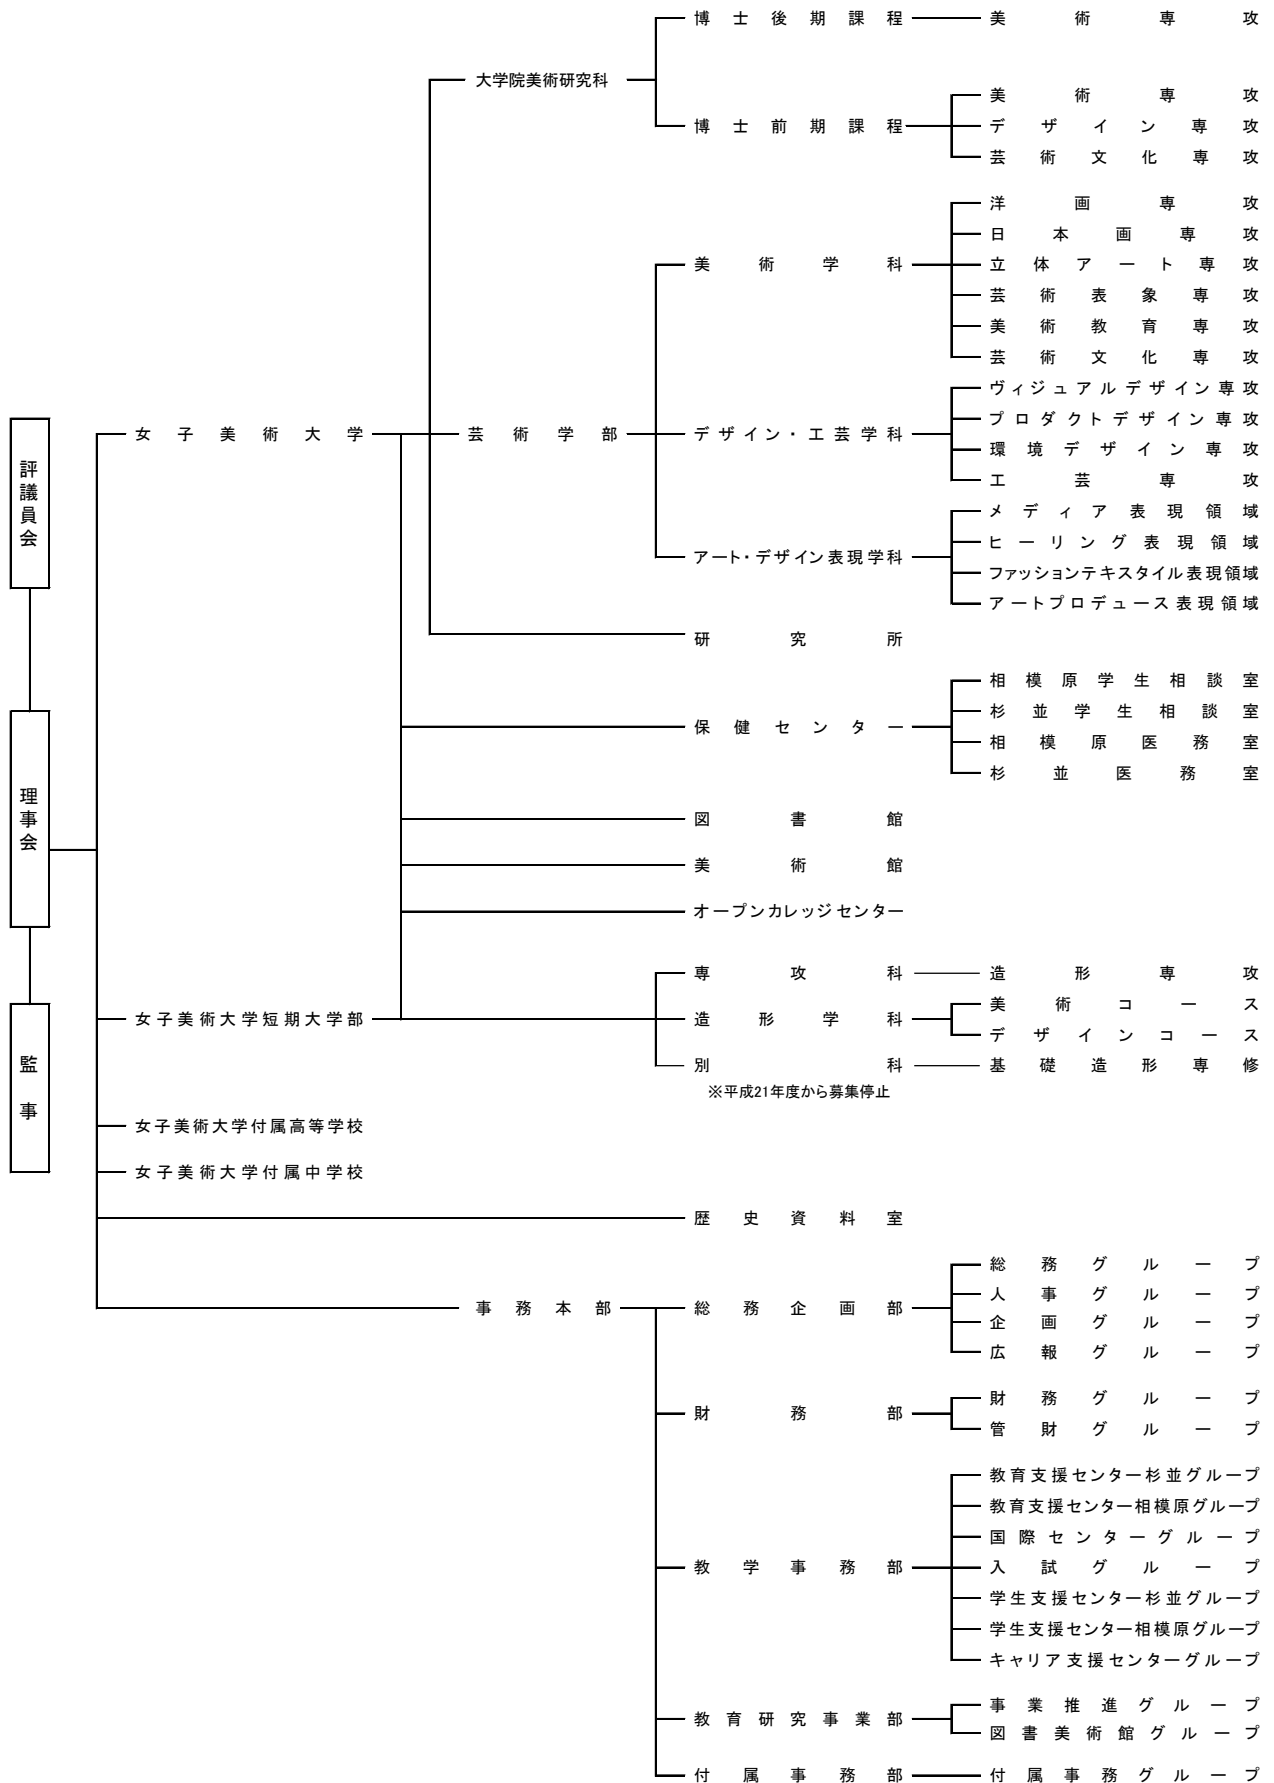 評議員会
理事会
監事
女子美術大学
大学院美術研究科
博士後期課程
美術専攻
博士前期課程
美術専攻
デザイン専攻
芸術文化専攻
芸術学部
美術学科
洋画専攻
日本画専攻
立体アート専攻
芸術表象専攻
美術教育専攻
芸術文化専攻
デザイン・工芸学科
ヴィジュアルデザイン専攻
プロダクトデザイン専攻
環境デザイン専攻
工芸専攻
アート・デザイン表現学科
メディア表現領域
ヒーリング表現領域
ファッションテキスタイル表現領域
アートプロデュース表現領域
研究所
保健センター
相模原学生相談室
杉並学生相談室
相模原医務室
杉並医務室
図書館
美術館
オープンカレッジセンター
女子美術大学短期大学部
専攻科
造形専攻
造形学科
美術コース
デザインコース
別科
基礎造形専修
※平成21年度から募集停止
女子美術大学付属高等学校
女子美術大学付属中学校
歴史資料室
事務本部
総務企画部
総務グループ
人事グループ
企画グループ
広報グループ
財務部
財務グループ
管財グループ
教学事務部
教育支援センター杉並グループ
教育支援センター相模原グループ
国際センターグループ
入試グループ
学生支援センター杉並グループ
学生支援センター相模原グループ
キャリア支援センターグループ
教育研究事業部
事業推進グループ
図書美術館グループ
付属事務部
付属事務グループ